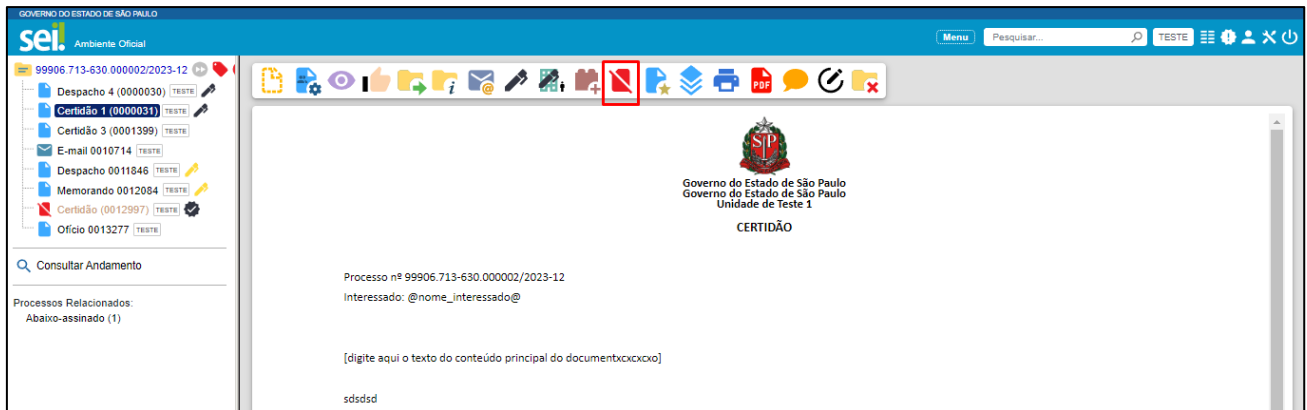 GOVERNO DO ESTADO DE SÃO PAULO
sei! Ambiente Oficial
Menu Pesquisar... TESTE
99906.713-630.000002/2023-12
Despacho 4 (0000030) TESTE
Certidão 1 (0000031) TESTE
Certidão 3 (0001399) TESTE
E-mail 0010714 TESTE
Despacho 0011846 TESTE
Memorando 0012084 TESTE
Certidão (0012997) TESTE
Ofício 0013277 TESTE
Consultar Andamento
Processos Relacionados:
Abaixo-assinado (1)
PDF
SP
Governo do Estado de São Paulo
Governo do Estado de São Paulo
Unidade de Teste 1
CERTIDÃO
Processo nº 99906.713-630.000002/2023-12
Interessado: @nome_interessado@
[digite aqui o texto do conteúdo principal do documentxcxcxcxo]
sdsdsd